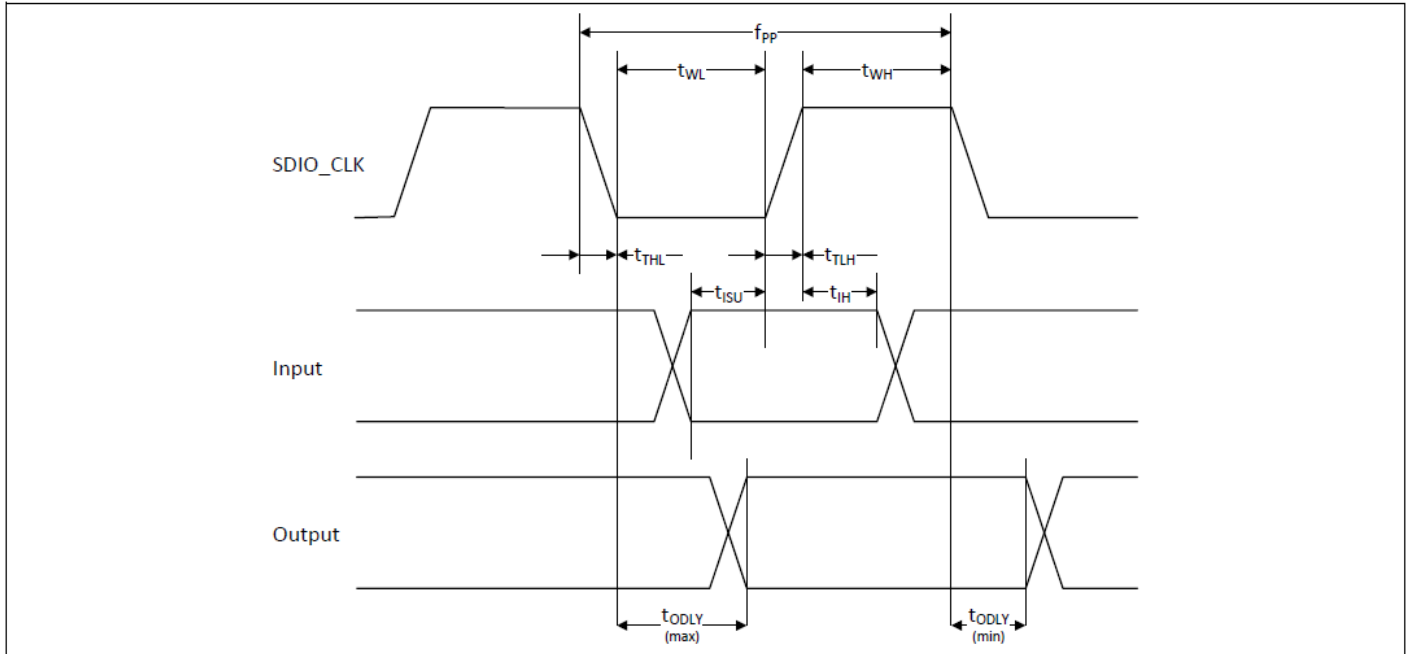 fPP
tWL
tWH
SDIO_CLK
tTHL
tTLH
tISU
tIH
Input
Output
tODLY
(max)
tODLY
(min)